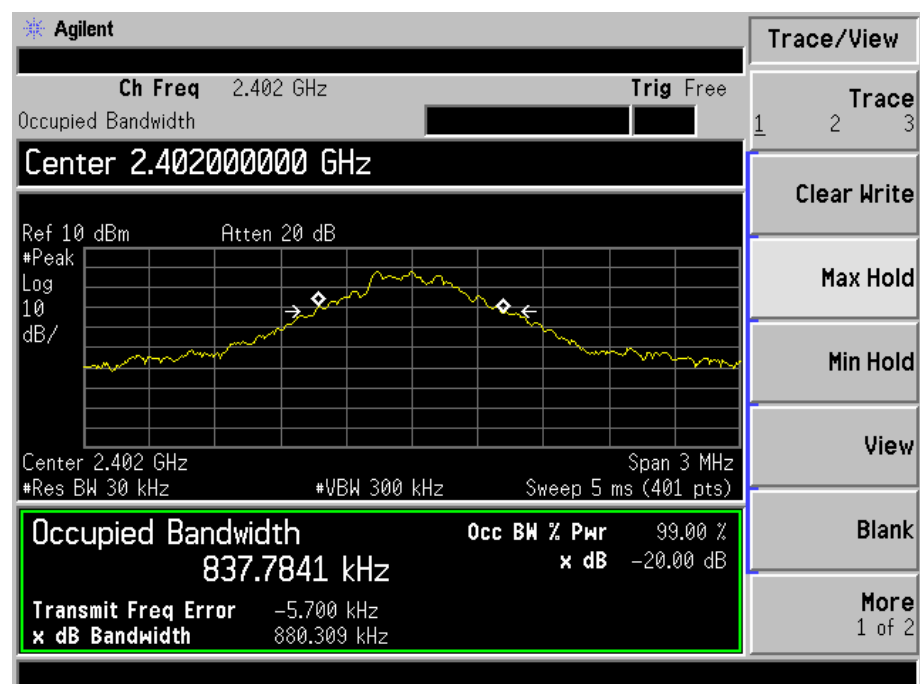 Agilent
Trace/View
Ch Freq 2.402 GHz Trig Free
Occupied Bandwidth
Trace
1 2 3
Center 2.402000000 GHz
Clear Write
Ref 10 dBm Atten 20 dB
#Peak
Log
10
dB/
Max Hold
Min Hold
View
Center 2.402 GHz Span 3 MHz
#Res BW 30 kHz #VBW 300 kHz Sweep 5 ms (401 pts)
Occupied Bandwidth Occ BW % Pwr 99.00 %
837.7841 kHz x dB -20.00 dB
Blank
Transmit Freq Error -5.700 kHz
x dB Bandwidth 880.309 kHz
More
1 of 2